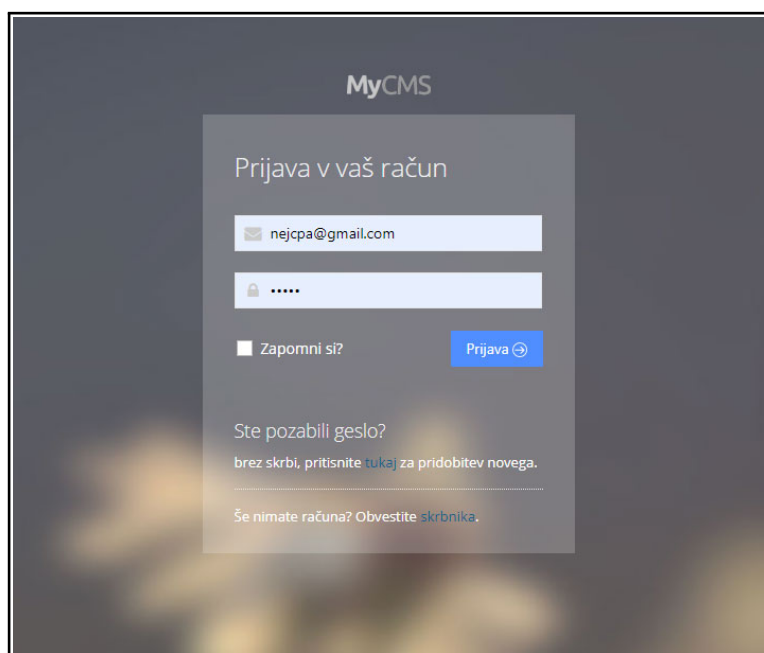 MyCMS
Prijava v vaš račun
nejcpa@gmail.com
•••••
Zapomni si?
Prijava
Ste pozabili geslo?
brez skrbi, pritisnite tukaj za pridobitev novega.
Še nimate računa? Obvestite skrbnika.